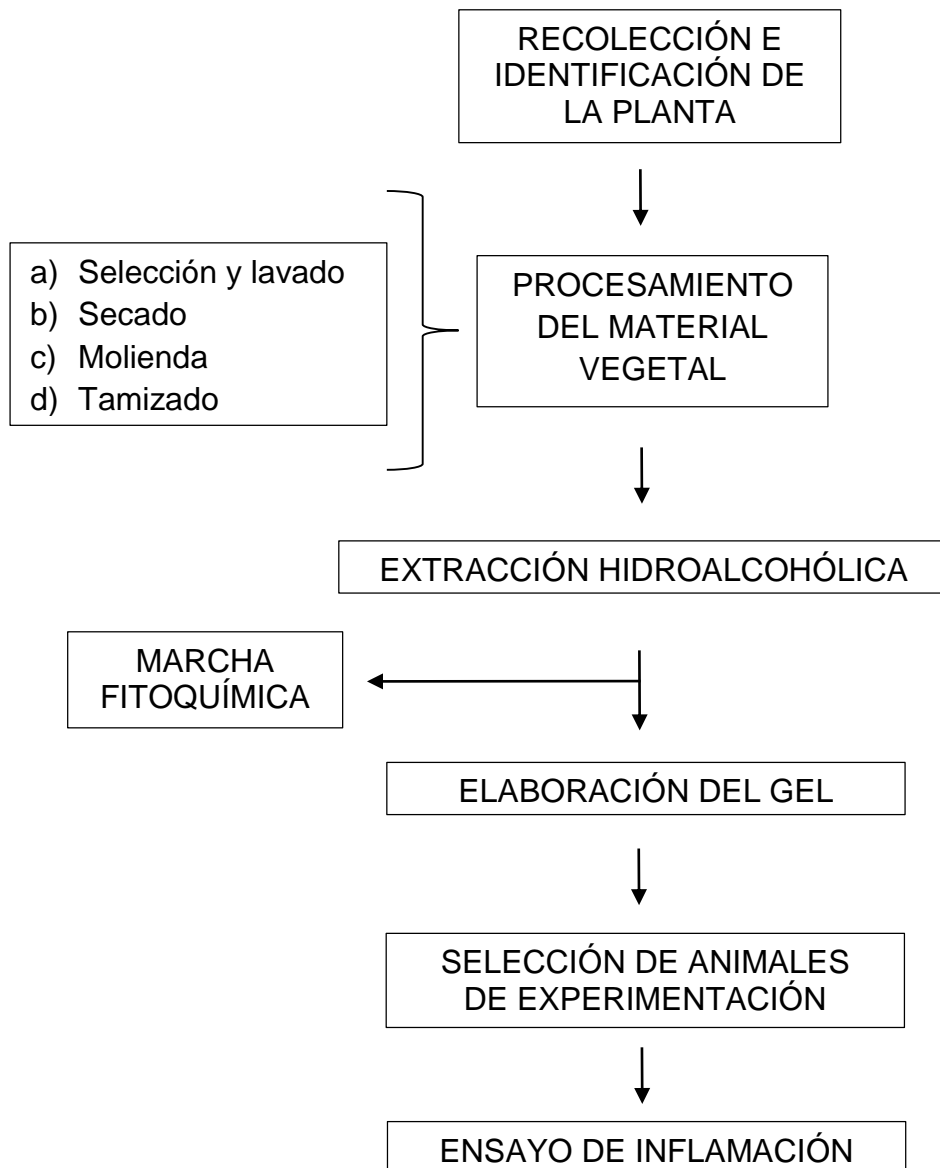 RECOLECCIÓN E
IDENTIFICACIÓN DE
LA PLANTA
a) Selección y lavado
b) Secado
c) Molienda
d) Tamizado
PROCESAMIENTO
DEL MATERIAL
VEGETAL
EXTRACCIÓN HIDROALCOHÓLICA
MARCHA
FITOQUÍMICA
ELABORACIÓN DEL GEL
SELECCIÓN DE ANIMALES
DE EXPERIMENTACIÓN
ENSAYO DE INFLAMACIÓN